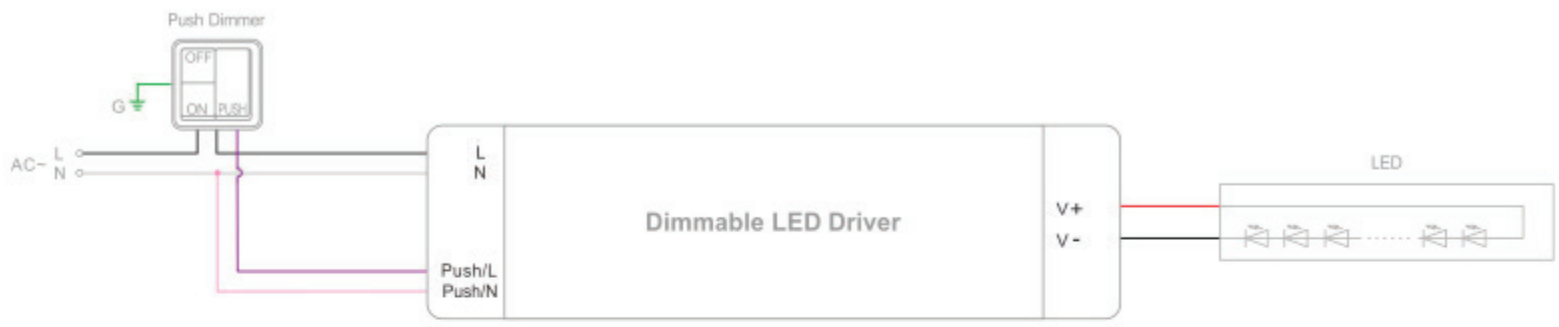 Push Dimmer
OFF
ON PUSH
G
AC~ L
N
L
N
Push/L
Push/N
Dimmable LED Driver
V+
V-
LED